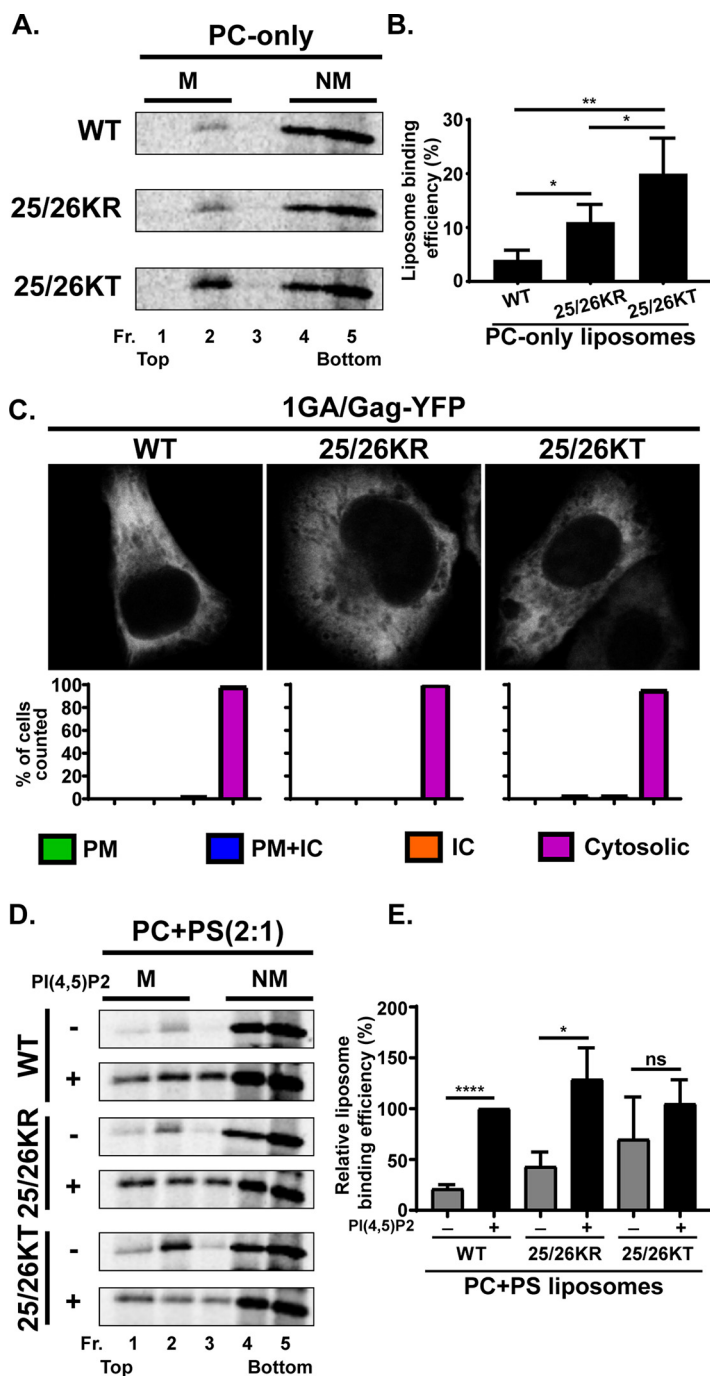 A.
PC-only
M NM
WT
25/26KR
25/26KT
Fr. 1 2 3 4 5
Top Bottom
B.
Liposome binding
efficiency (%)
30
20
10
0
**
* *
WT 25/26KR 25/26KT
PC-only liposomes
C.
1GA/Gag-YFP
WT 25/26KR 25/26KT
% of cells
counted
100
80
60
40
20
0
PM PM+IC IC Cytosolic
D.
PC+PS(2:1)
PI(4,5)P2 M NM
WT
-
+
25/26KR
-
+
25/26KT
-
+
Fr. 1 2 3 4 5
Top Bottom
E.
Relative liposome
binding efficiency (%)
200
150
100
50
0
**** * ns
PI(4,5)P2 – + – + – +
WT 25/26KR 25/26KT
PC+PS liposomes